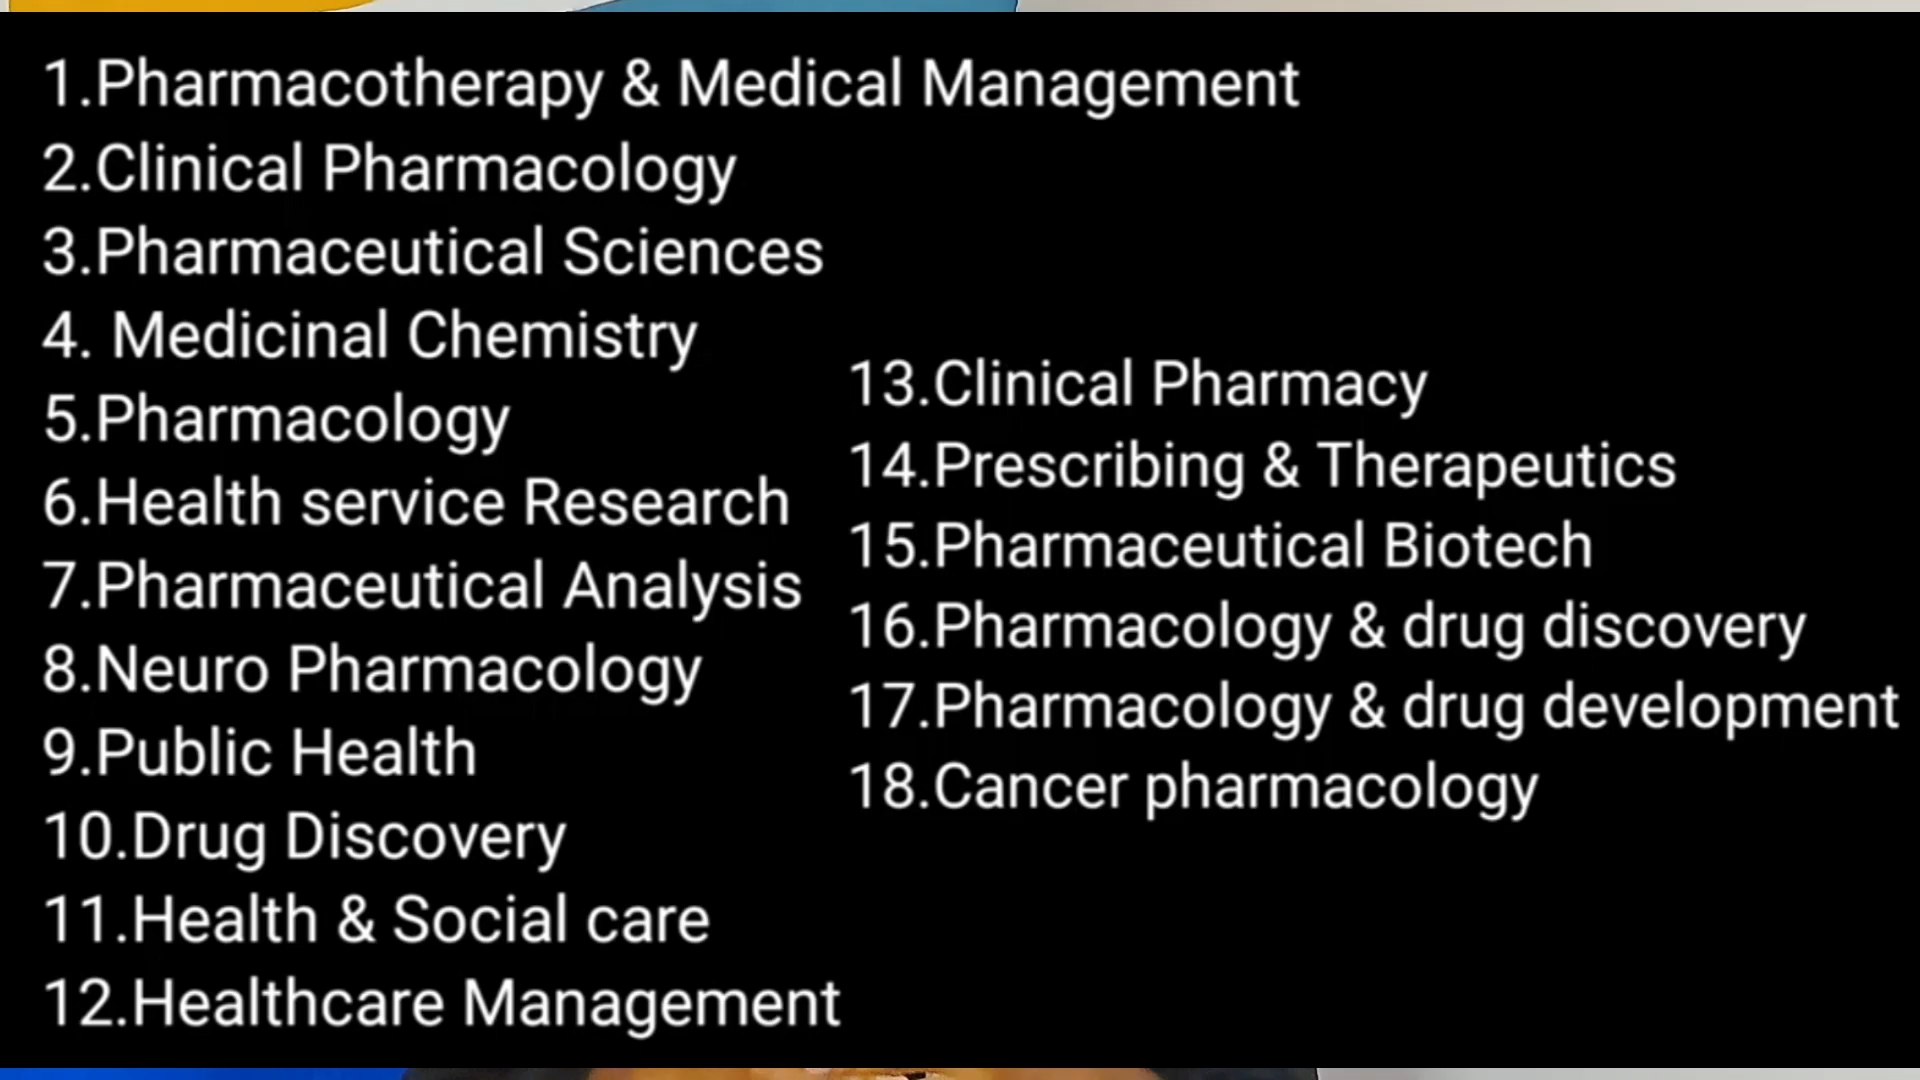 1.Pharmacotherapy & Medical Management
2.Clinical Pharmacology
3.Pharmaceutical Sciences
4. Medicinal Chemistry
5.Pharmacology
6.Health service Research
7.Pharmaceutical Analysis
8.Neuro Pharmacology
9.Public Health
10.Drug Discovery
11.Health & Social care
12.Healthcare Management
13.Clinical Pharmacy
14.Prescribing & Therapeutics
15.Pharmaceutical Biotech
16.Pharmacology & drug discovery
17.Pharmacology & drug development
18.Cancer pharmacology